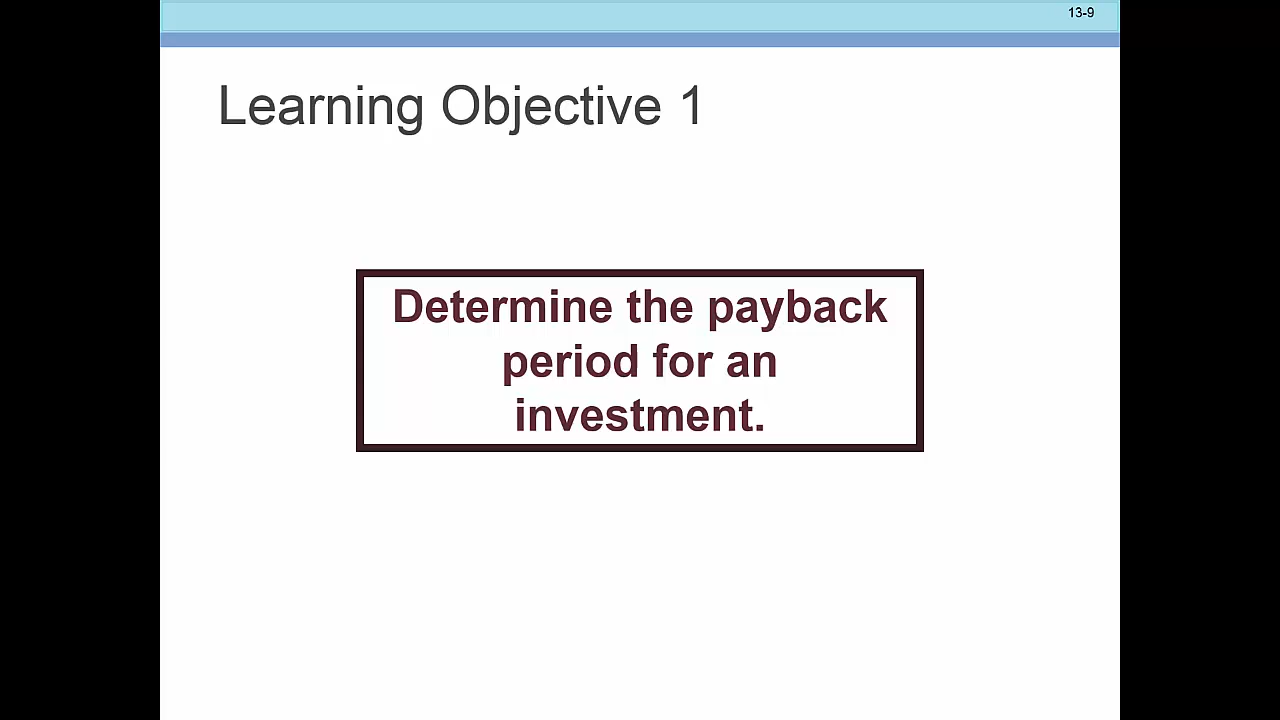 13-9
Learning Objective 1
Determine the payback
period for an
investment.